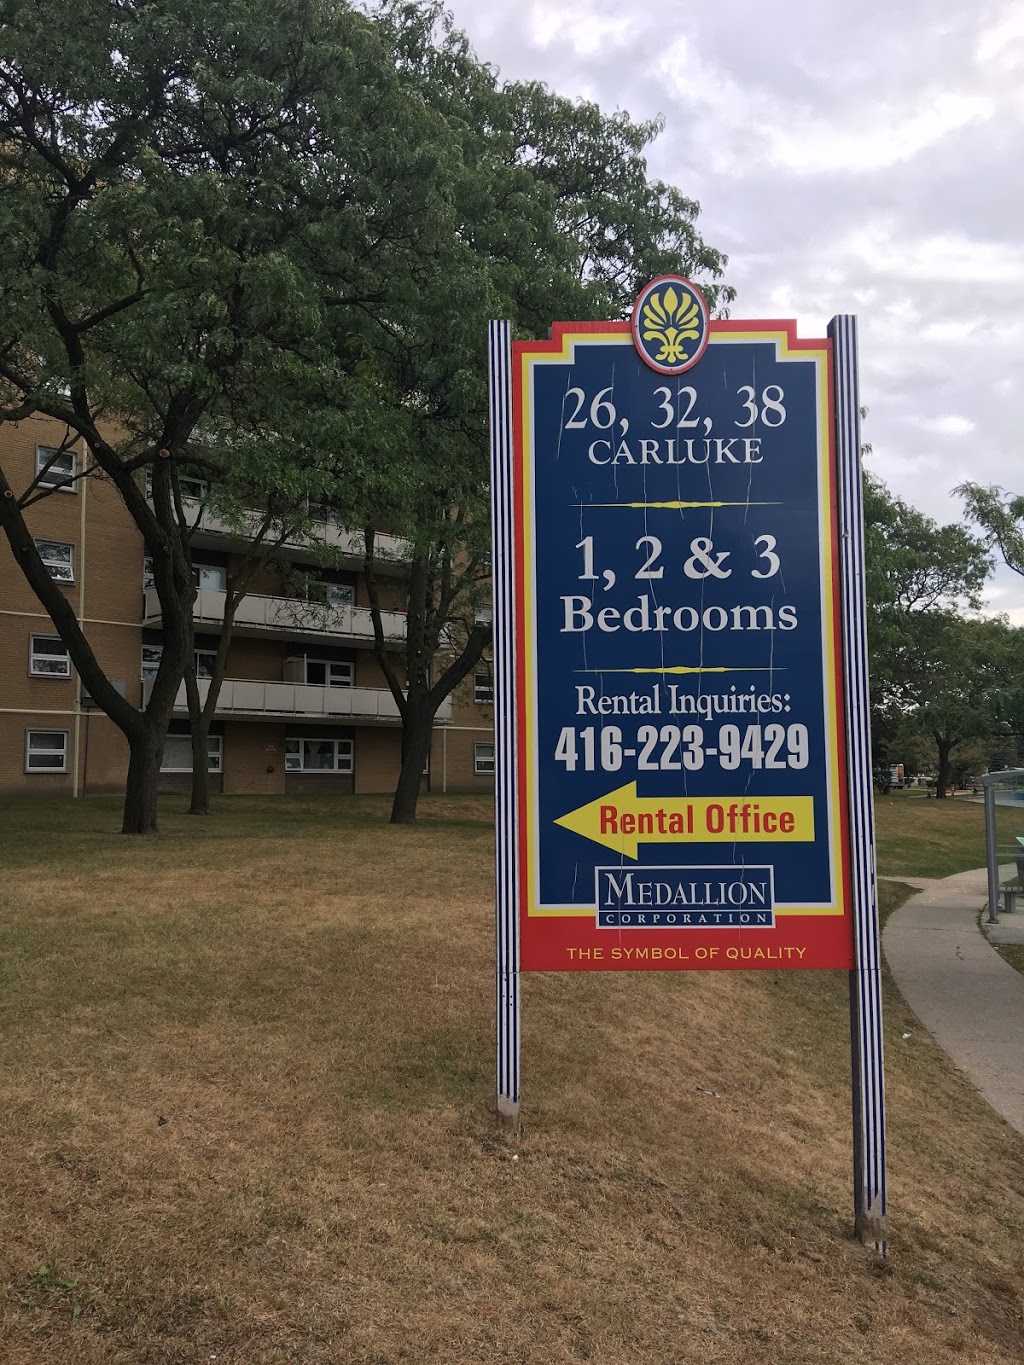 26, 32, 38
CARLUKE
1, 2 & 3
Bedrooms
Rental Inquiries:
416-223-9429
Rental Office
MEDALLION
CORPORATION
THE SYMBOL OF QUALITY